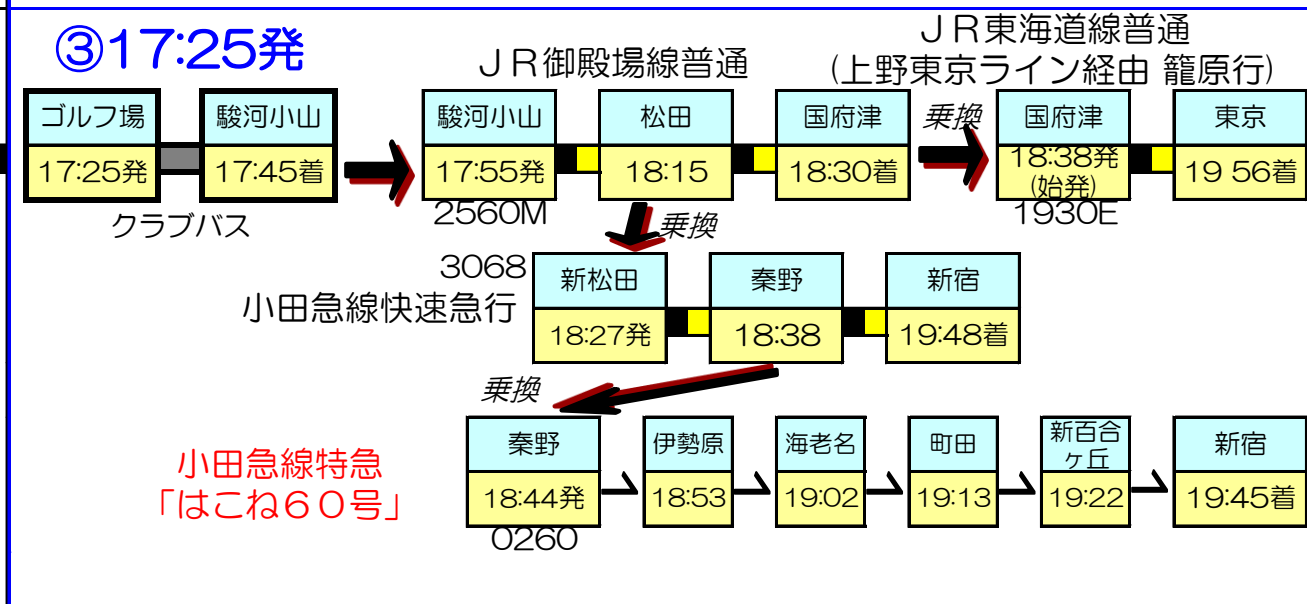 ③17:25発
JR御殿場線普通
JR東海道線普通
(上野東京ライン経由 籠原行)
ゴルフ場
駿河小山
駿河小山
松田
国府津
乗換
国府津
東京
17:25発
17:45着
17:55発
18:15
18:30着
18:38発
(始発)
19 56着
クラブバス
2560M
乗換
1930E
3068
小田急線快速急行
新松田
秦野
新宿
18:27発
18:38
19:48着
乗換
小田急線特急
「はこね60号」
秦野
伊勢原
海老名
町田
新百合
ヶ丘
新宿
18:44発
18:53
19:02
19:13
19:22
19:45着
0260